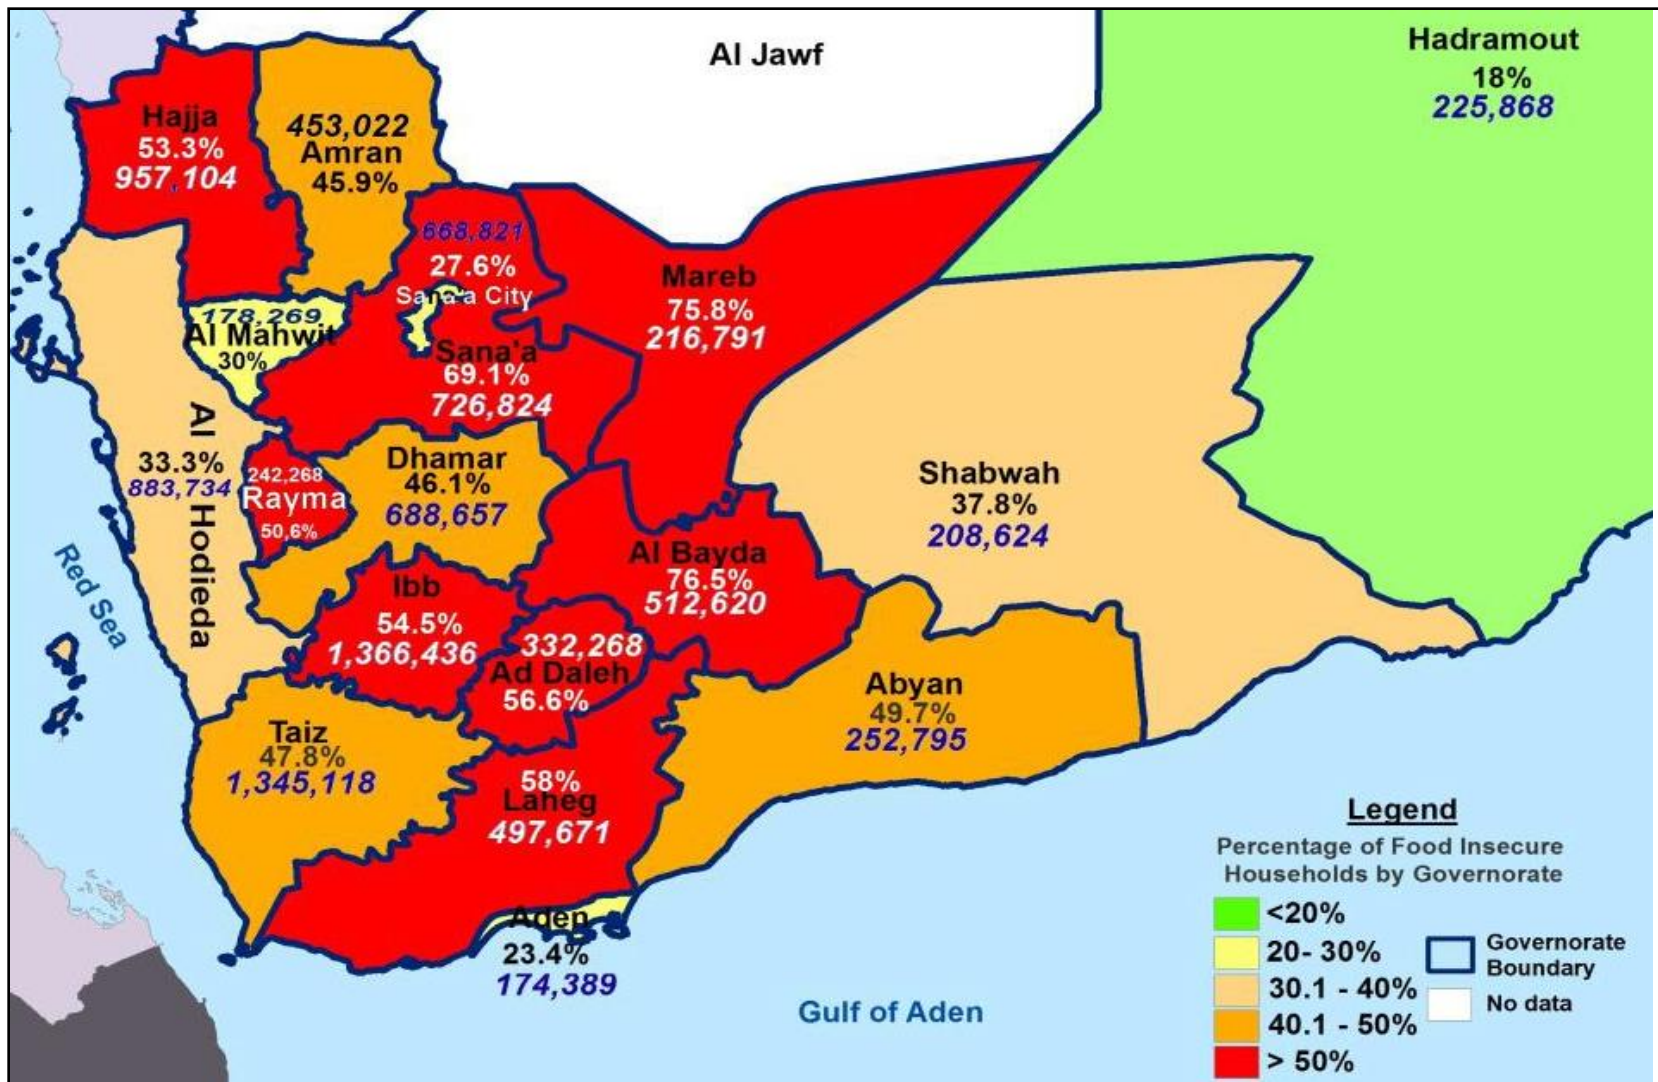 Al Jawf
Hadramout
18%
225,868
Hajja
53.3%
957,104
453,022
Amran
45.9%
668,821
27.6%
Sana'a City
Mareb
75.8%
216,791
178,269
Al Mahwit
30%
Sana'a
69.1%
726,824
Al Hodieda
33.3%
883,734
242,268
Rayma
50,6%
Dhamar
46.1%
688,657
Shabwah
37.8%
208,624
Al Bayda
76.5%
512,620
Ibb
54.5%
1,366,436
332,268
Ad Daleh
56.6%
Red Sea
Abyan
49.7%
252,795
Taiz
47.8%
1,345,118
58%
Laheg
497,671
Aden
23.4%
174,389
Gulf of Aden
Legend
Percentage of Food Insecure
Households by Governorate
<20%
20- 30%
30.1 - 40%
40.1 - 50%
> 50%
Governorate
Boundary
No data